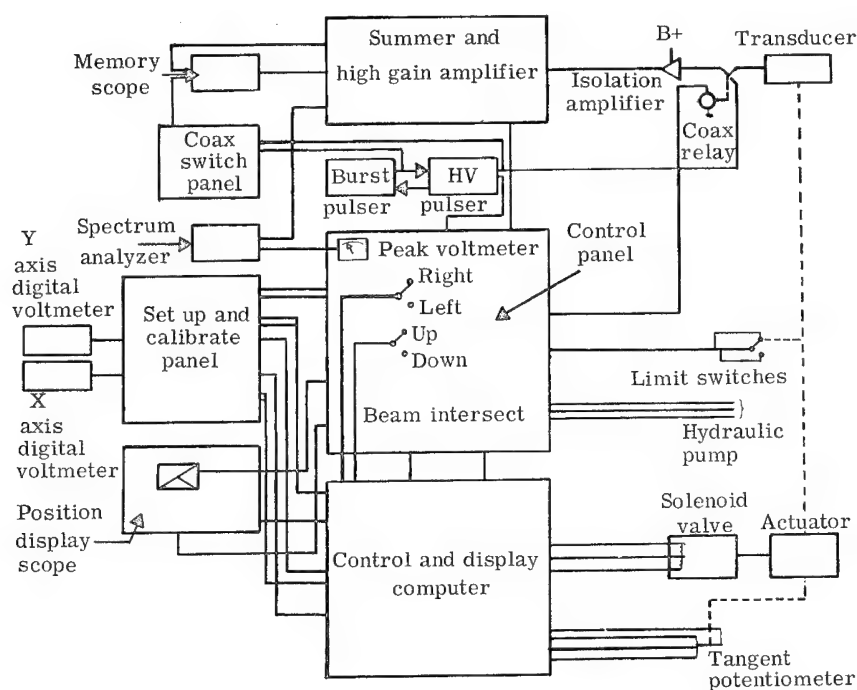 Memory
scope
Summer and
high gain amplifier
B+
Isolation
amplifier
Transducer
Coax
relay
Coax
switch
panel
Burst
pulser
HV
pulser
Spectrum
analyzer
Peak voltmeter
Control
panel
Right
Left
Up
Down
Beam intersect
Y
axis
digital
voltmeter
Set up and
calibrate
panel
X
axis
digital
voltmeter
Limit switches
Hydraulic
pump
Position
display
scope
Control and display
computer
Solenoid
valve
Actuator
Tangent
potentiometer